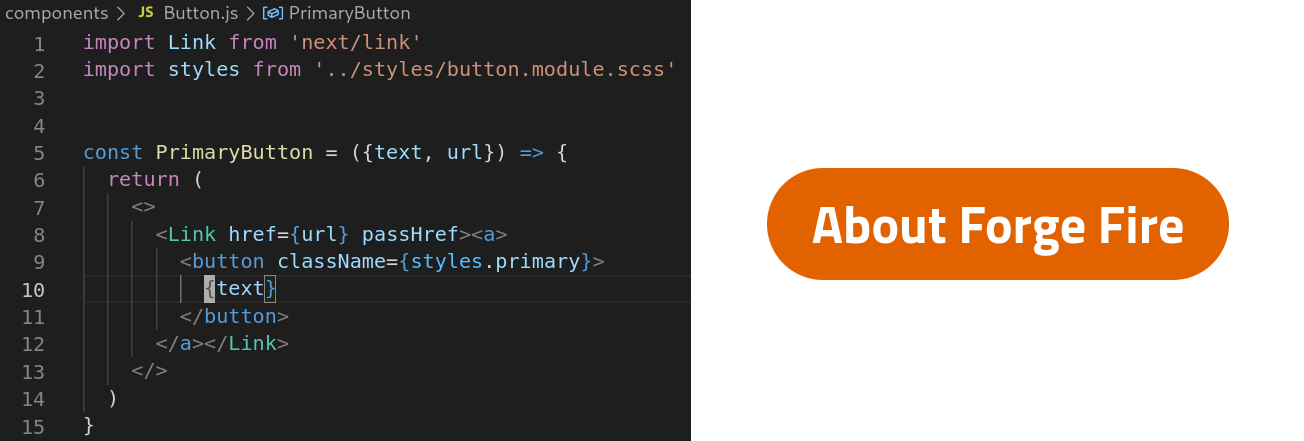 components > JS Button.js > PrimaryButton
1 import Link from 'next/link'
2 import styles from '../styles/button.module.scss'
3
4
5 const PrimaryButton = ({text, url}) => {
6   return (
7     <>
8       <Link href={url} passHref><a>
9         <button className={styles.primary}>
10           {text}
11         </button>
12       </a></Link>
13     </>
14   )
15 }
About Forge Fire